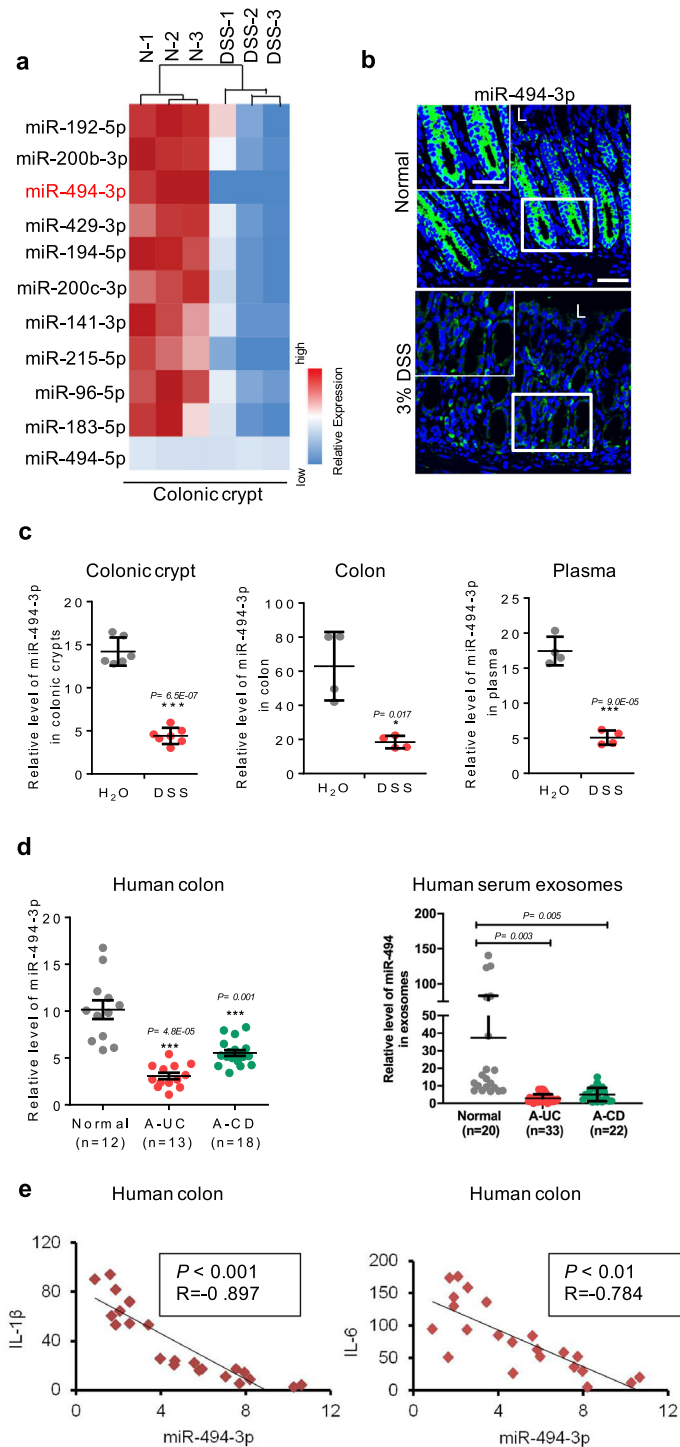 a
N-1 N-2 N-3 DSS-1 DSS-2 DSS-3
miR-192-5p
miR-200b-3p
miR-494-3p
miR-429-3p
miR-194-5p
miR-200c-3p
miR-141-3p
miR-215-5p
miR-96-5p
miR-183-5p
miR-494-5p
Colonic crypt
high
Relative Expression
low
b
miR-494-3p
Normal
L
3% DSS
L
c
Colonic crypt
Relative level of miR-494-3p
in colonic crypts
20
15
10
5
0
P= 6.5E-07
***
H2O DSS
Colon
Relative level of miR-494-3p
in colon
100
80
60
40
20
0
P= 0.017
*
H2O DSS
Plasma
Relative level of miR-494-3p
in plasma
25
20
15
10
5
0
P= 9.0E-05
***
H2O DSS
d
Human colon
Relative level of miR-494-3p
20
15
10
5
0
P= 4.8E-05
***
P= 0.001
***
Normal A-UC A-CD
(n=12) (n=13) (n=18)
Human serum exosomes
Relative level of miR-494
in exosomes
200
150
100
50
40
30
20
10
0
P= 0.005
P= 0.003
Normal A-UC A-CD
(n=20) (n=33) (n=22)
e
Human colon
IL-1β
120
80
40
0
P < 0.001
R=-0 .897
0 4 8 12
miR-494-3p
Human colon
IL-6
200
150
100
50
0
P < 0.01
R=-0.784
0 4 8 12
miR-494-3p